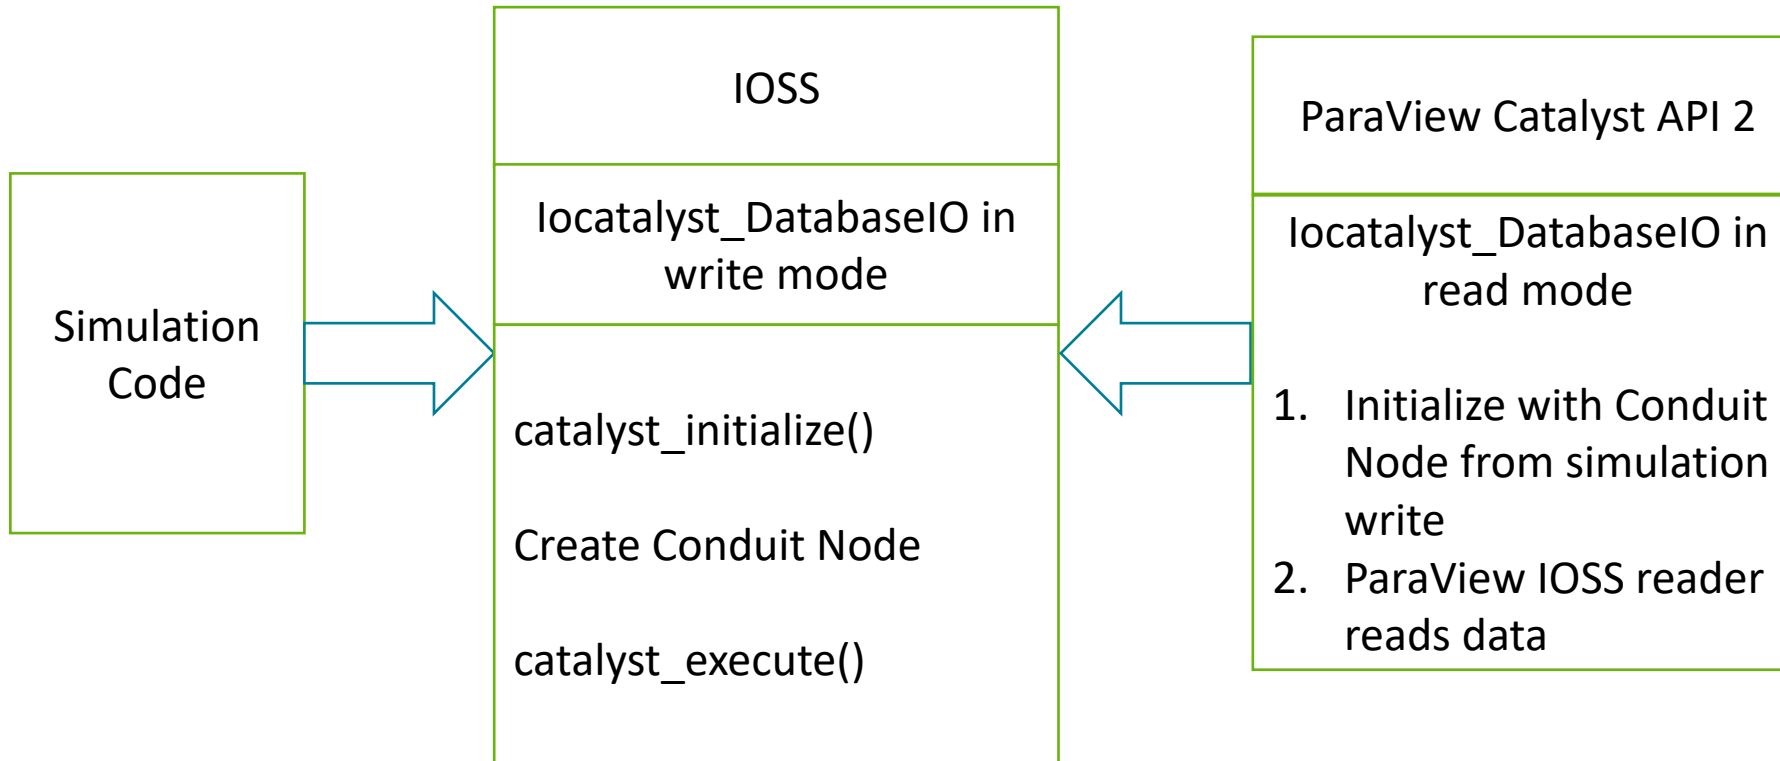 Simulation
Code
IOSS
Iocatalyst_DatabaseIO in
write mode
catalyst_initialize()
Create Conduit Node
catalyst_execute()
ParaView Catalyst API 2
Iocatalyst_DatabaseIO in
read mode
1. Initialize with Conduit
Node from simulation
write
2. ParaView IOSS reader
reads data